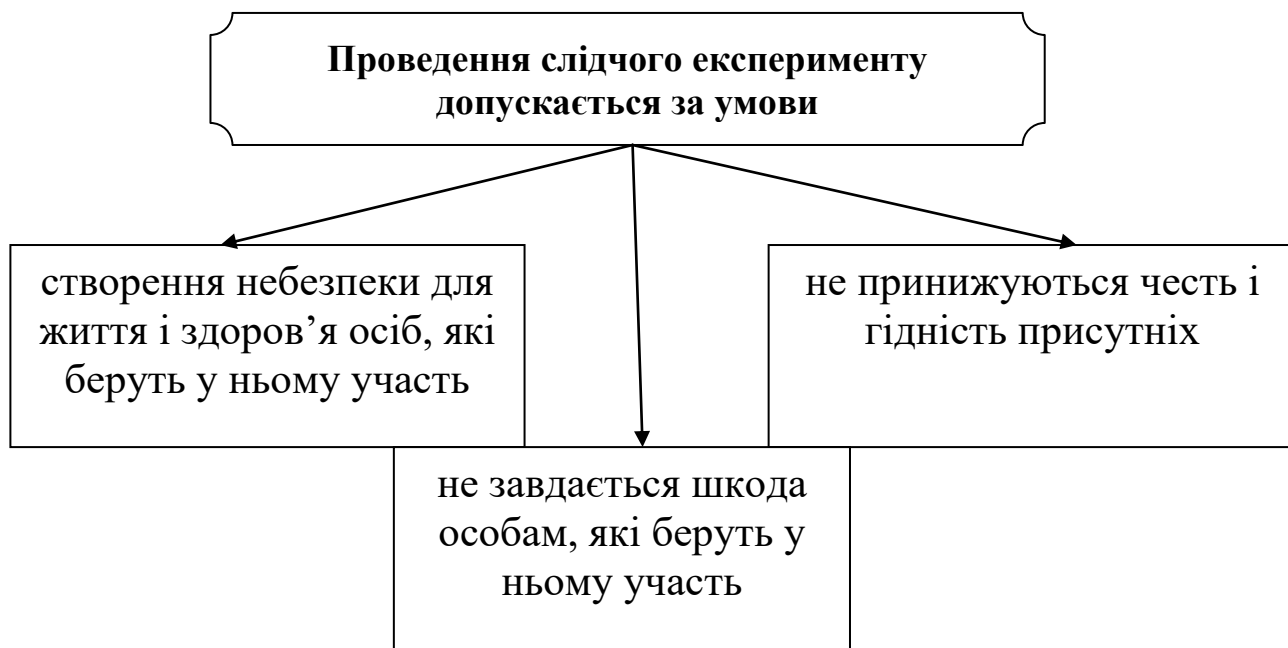 Проведення слідчого експерименту
допускається за умови
створення небезпеки для
життя і здоров’я осіб, які
беруть у ньому участь
не принижуються честь і
гідність присутніх
не завдається шкода
особам, які беруть у
ньому участь